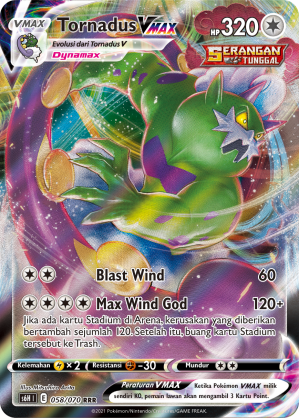 VMAX
Tornadus VMAX
HP 320
Evolusi dari Tornadus V
Dynamax
SERANGAN
TUNGGAL
Blast Wind 60
Max Wind God 120+
Jika ada kartu Stadium di Arena, kerusakan yang diberikan
bertambah sejumlah 120. Setelah itu, buang kartu Stadium
tersebut ke Trash.
Kelemahan × 2 Resistansi -30 Mundur
Peraturan VMAX
Ketika Pokémon VMAX milik
sendiri KO, pemain lawan akan mengambil 3 Kartu Point.
s6H I E 058/070 RRR
©2021 Pokémon/Nintendo/Creatures/GAME FREAK.